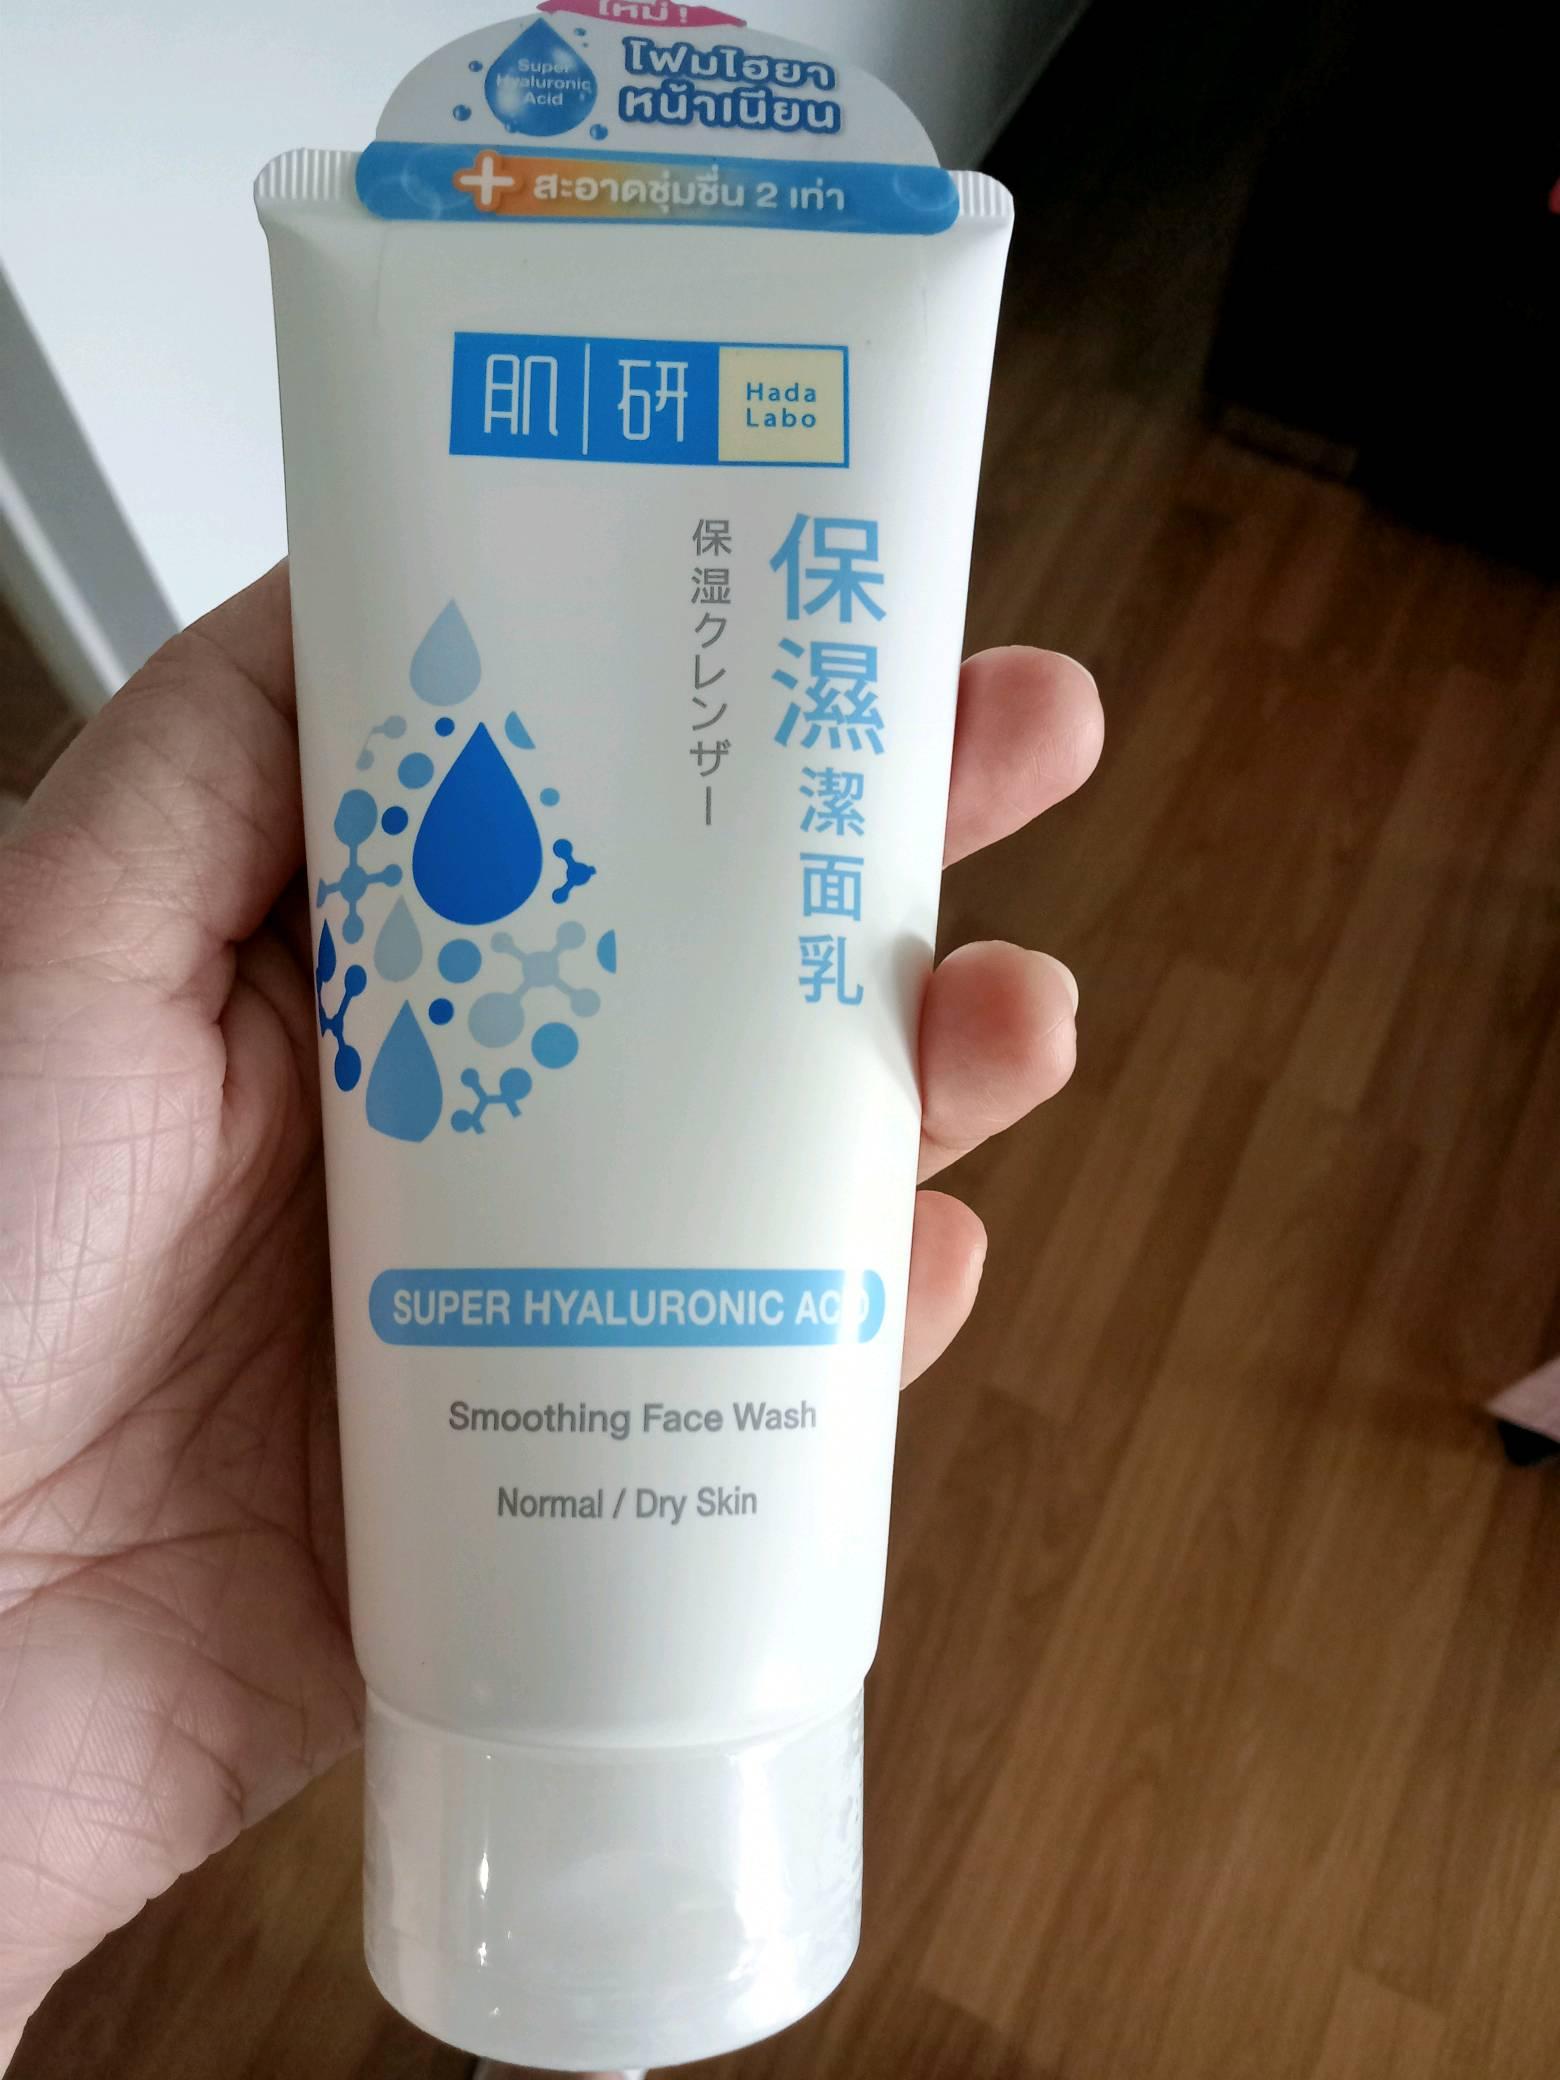 ใหม่!
Super
Hyaluronic
Acid
โฟมไฮยา
หน้าเนียน
+ สะอาดชุ่มชื่น 2 เท่า
肌研
Hada
Labo
保濕潔面乳
保湿クレンザー
SUPER HYALURONIC ACID
Smoothing Face Wash
Normal / Dry Skin